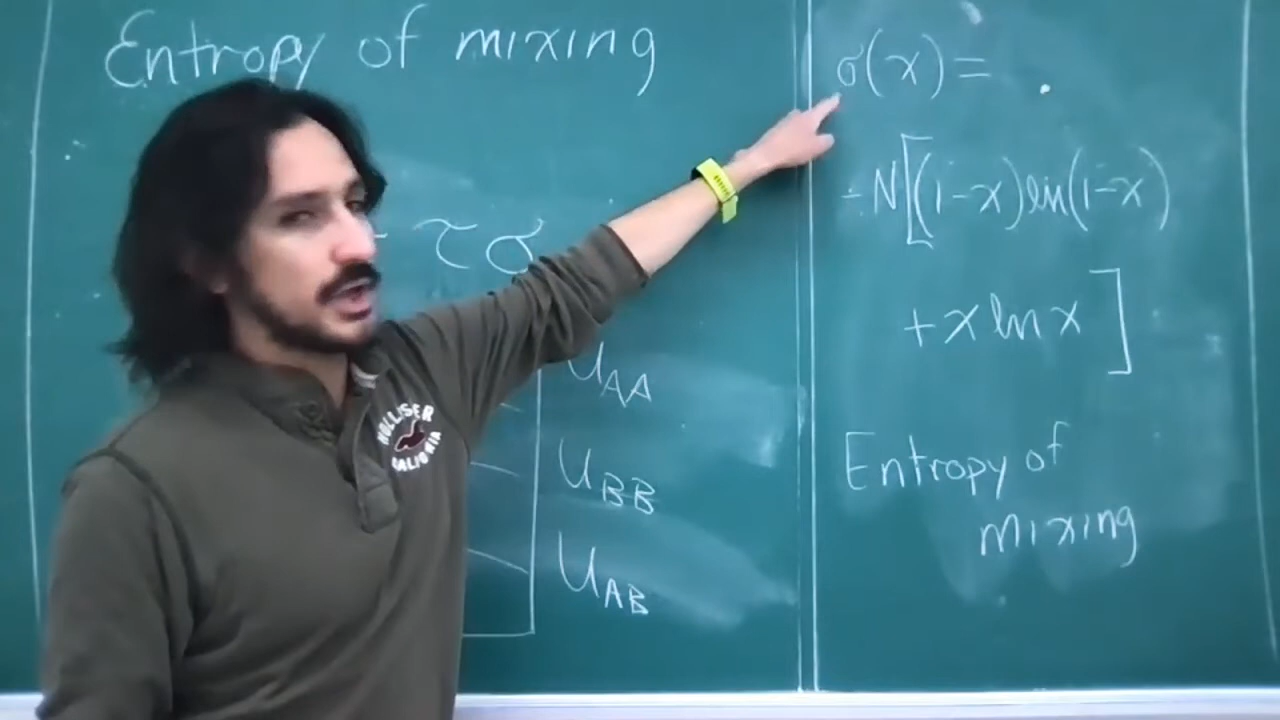 Entropy of mixing
- τσ
U_AA
U_BB
U_AB
σ(x) =
-N[(1-x)ln(1-x)
+ x ln x]
Entropy of
mixing
HOLLISTER
CALIFORNIA